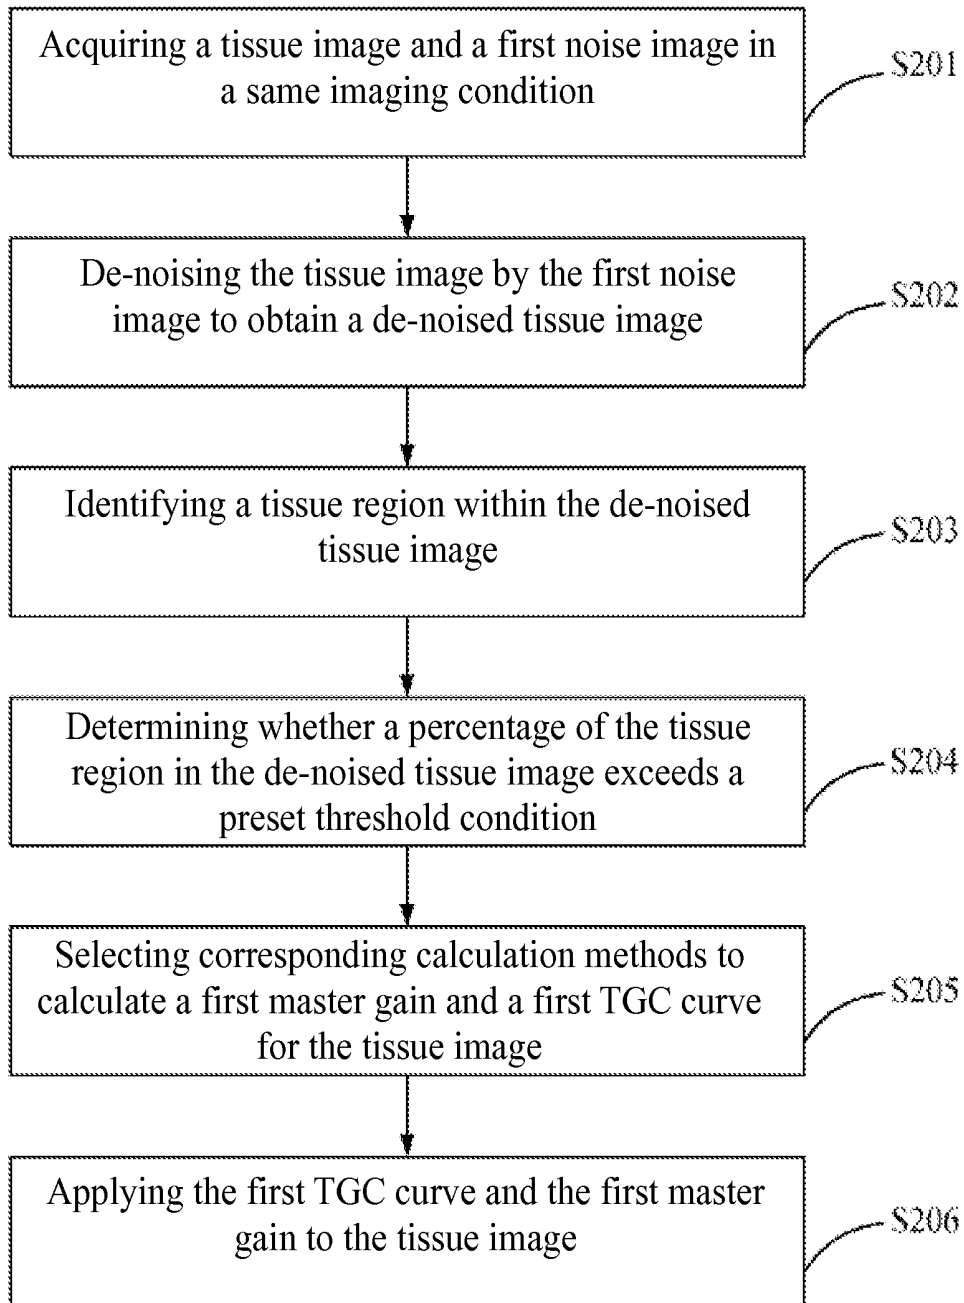 Acquiring a tissue image and a first noise image in
a same imaging condition
S201
De-noising the tissue image by the first noise
image to obtain a de-noised tissue image
S202
Identifying a tissue region within the de-noised
tissue image
S203
Determining whether a percentage of the tissue
region in the de-noised tissue image exceeds a
preset threshold condition
S204
Selecting corresponding calculation methods to
calculate a first master gain and a first TGC curve
for the tissue image
S205
Applying the first TGC curve and the first master
gain to the tissue image
S206